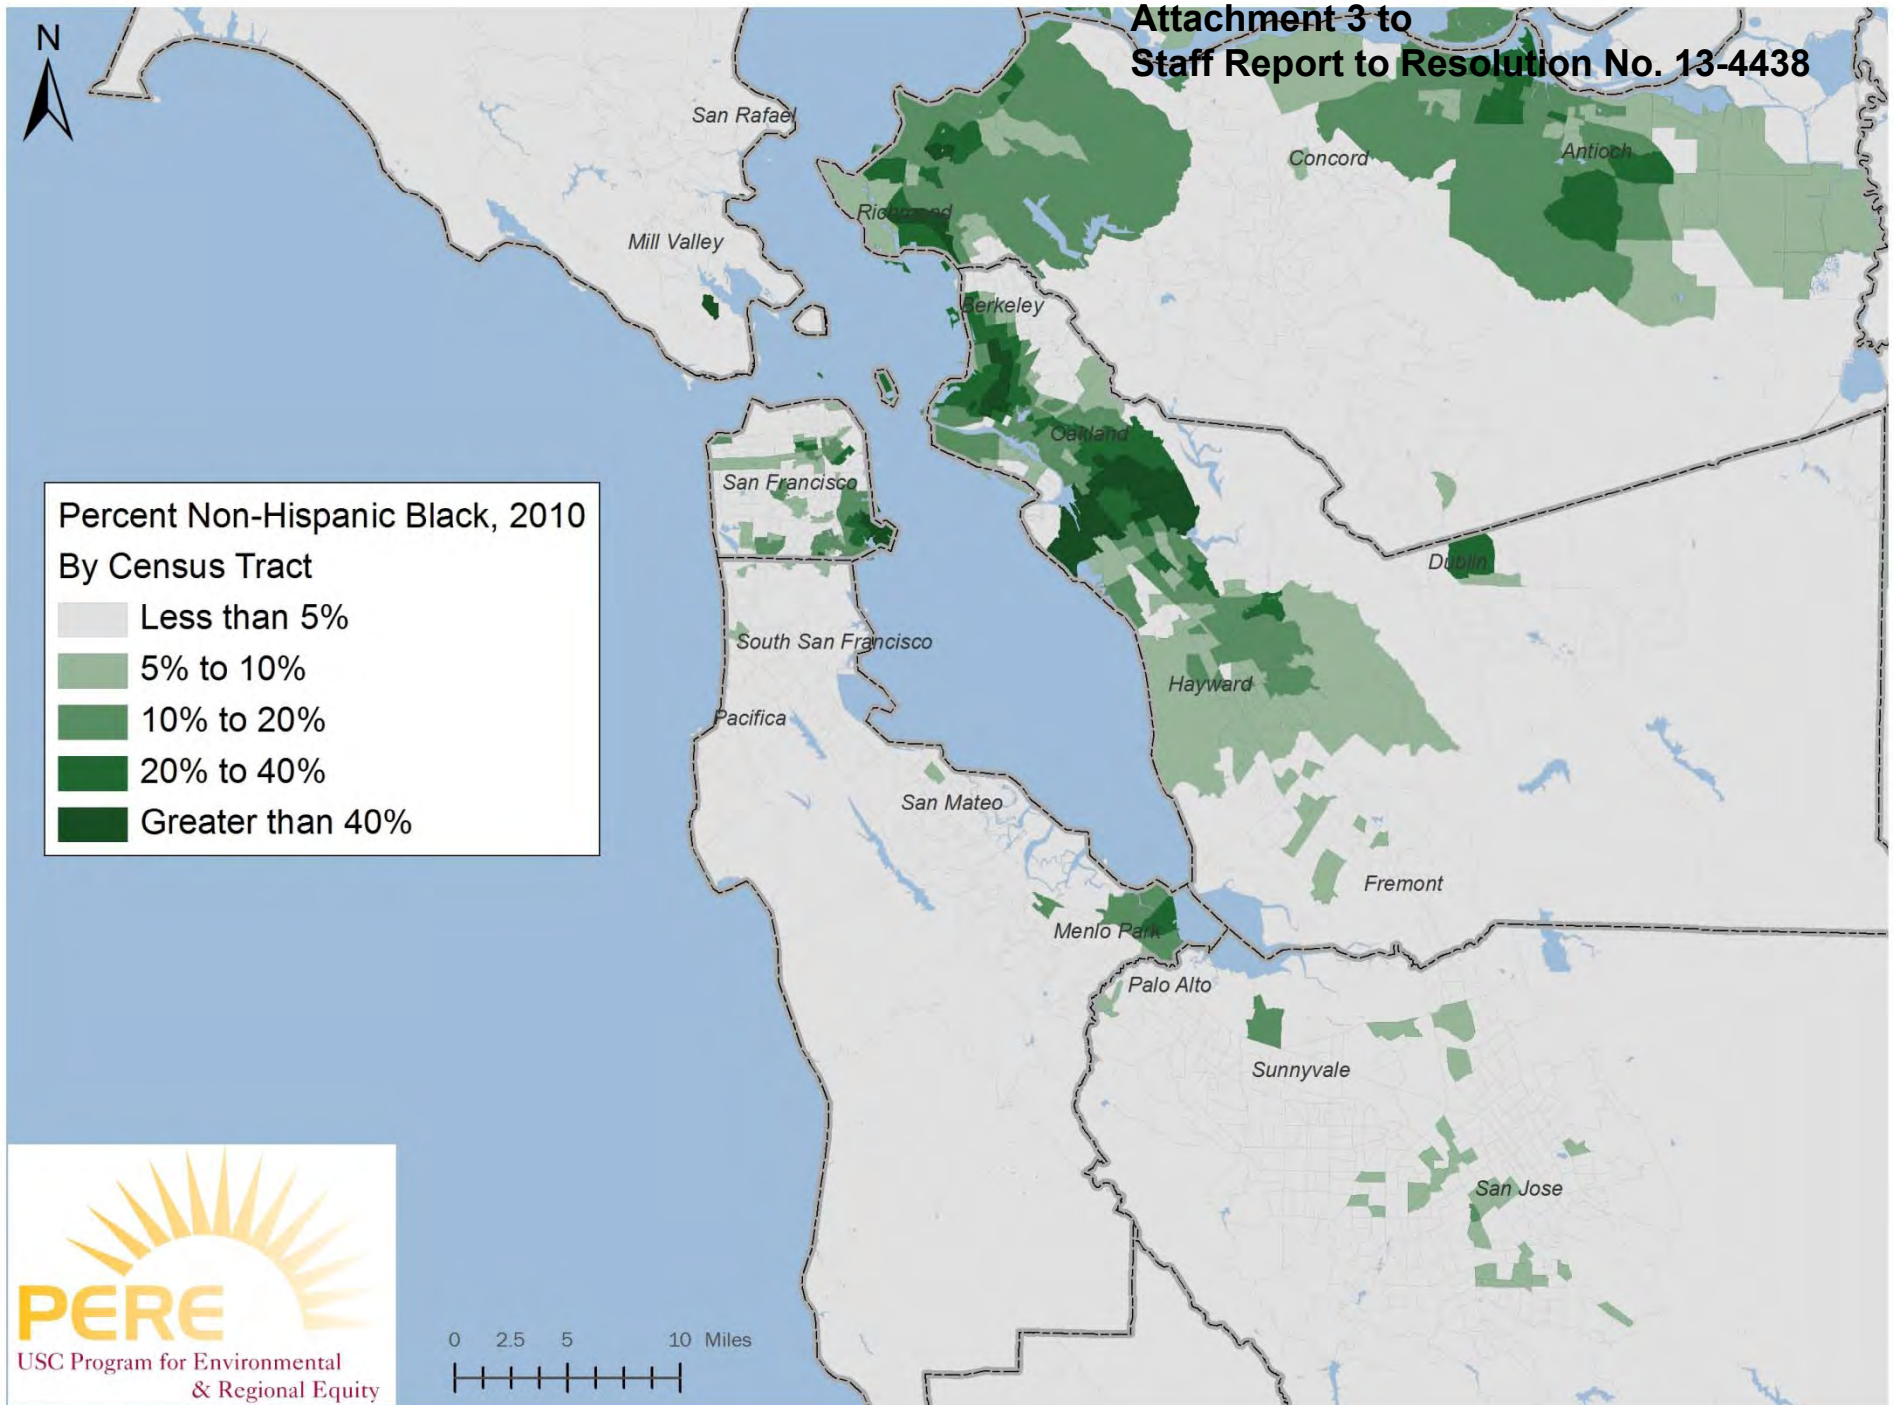 Attachment 3 to
Staff Report to Resolution No. 13-4438
N
San Rafael
Concord
Antioch
Richmond
Mill Valley
Berkeley
Oakland
San Francisco
Percent Non-Hispanic Black, 2010
By Census Tract
Less than 5%
5% to 10%
10% to 20%
20% to 40%
Greater than 40%
Dublin
South San Francisco
Hayward
Pacifica
San Mateo
Fremont
Menlo Park
Palo Alto
Sunnyvale
San Jose
PERE
USC Program for Environmental
& Regional Equity
0 2.5 5 10 Miles